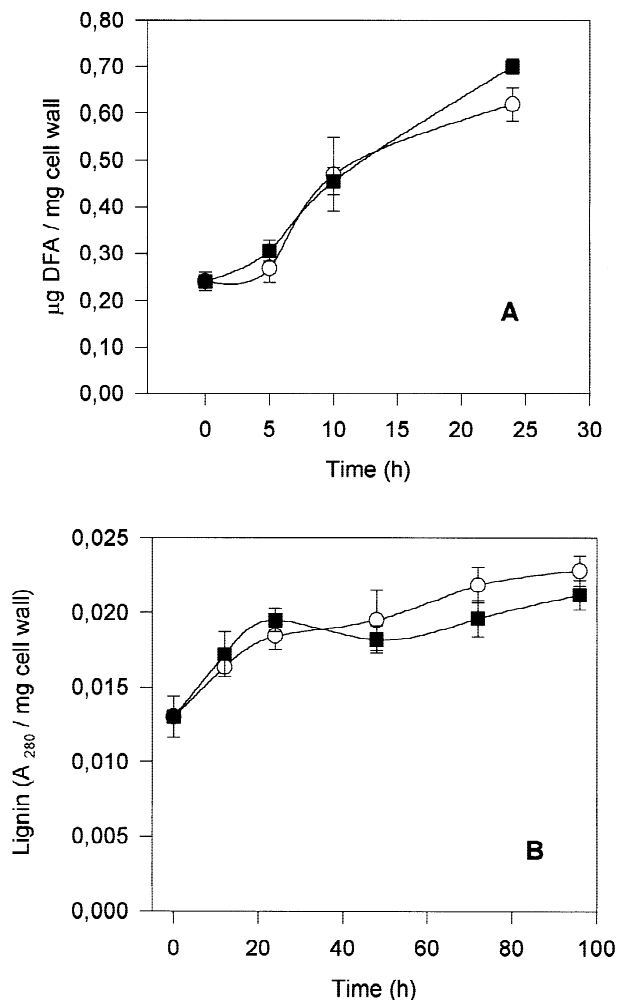 0,80
0,70
0,60
0,50
0,40
0,30
0,20
0,10
0,00
µg DFA / mg cell wall
A
0 5 10 15 20 25 30
Time (h)
0,025
0,020
0,015
0,010
0,005
0,000
Lignin (A 280 / mg cell wall)
B
0 20 40 60 80 100
Time (h)